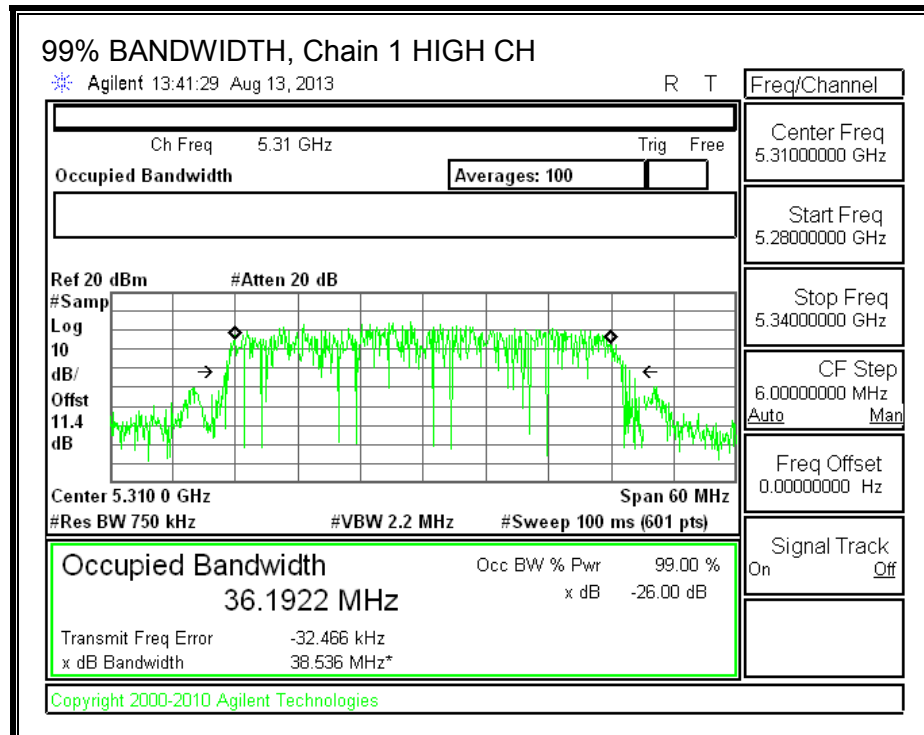 99% BANDWIDTH, Chain 1 HIGH CH
Agilent 13:41:29 Aug 13, 2013 R T
Freq/Channel
Ch Freq 5.31 GHz Trig Free
Occupied Bandwidth Averages: 100
Center Freq
5.31000000 GHz
Start Freq
5.28000000 GHz
Stop Freq
5.34000000 GHz
CF Step
6.00000000 MHz
Auto Man
Freq Offset
0.00000000 Hz
Signal Track
On Off
Ref 20 dBm #Atten 20 dB
#Samp
Log
10
dB/
Offst
11.4
dB
Center 5.310 0 GHz Span 60 MHz
#Res BW 750 kHz #VBW 2.2 MHz #Sweep 100 ms (601 pts)
Occupied Bandwidth Occ BW % Pwr 99.00 %
36.1922 MHz x dB -26.00 dB
Transmit Freq Error -32.466 kHz
x dB Bandwidth 38.536 MHz*
Copyright 2000-2010 Agilent Technologies